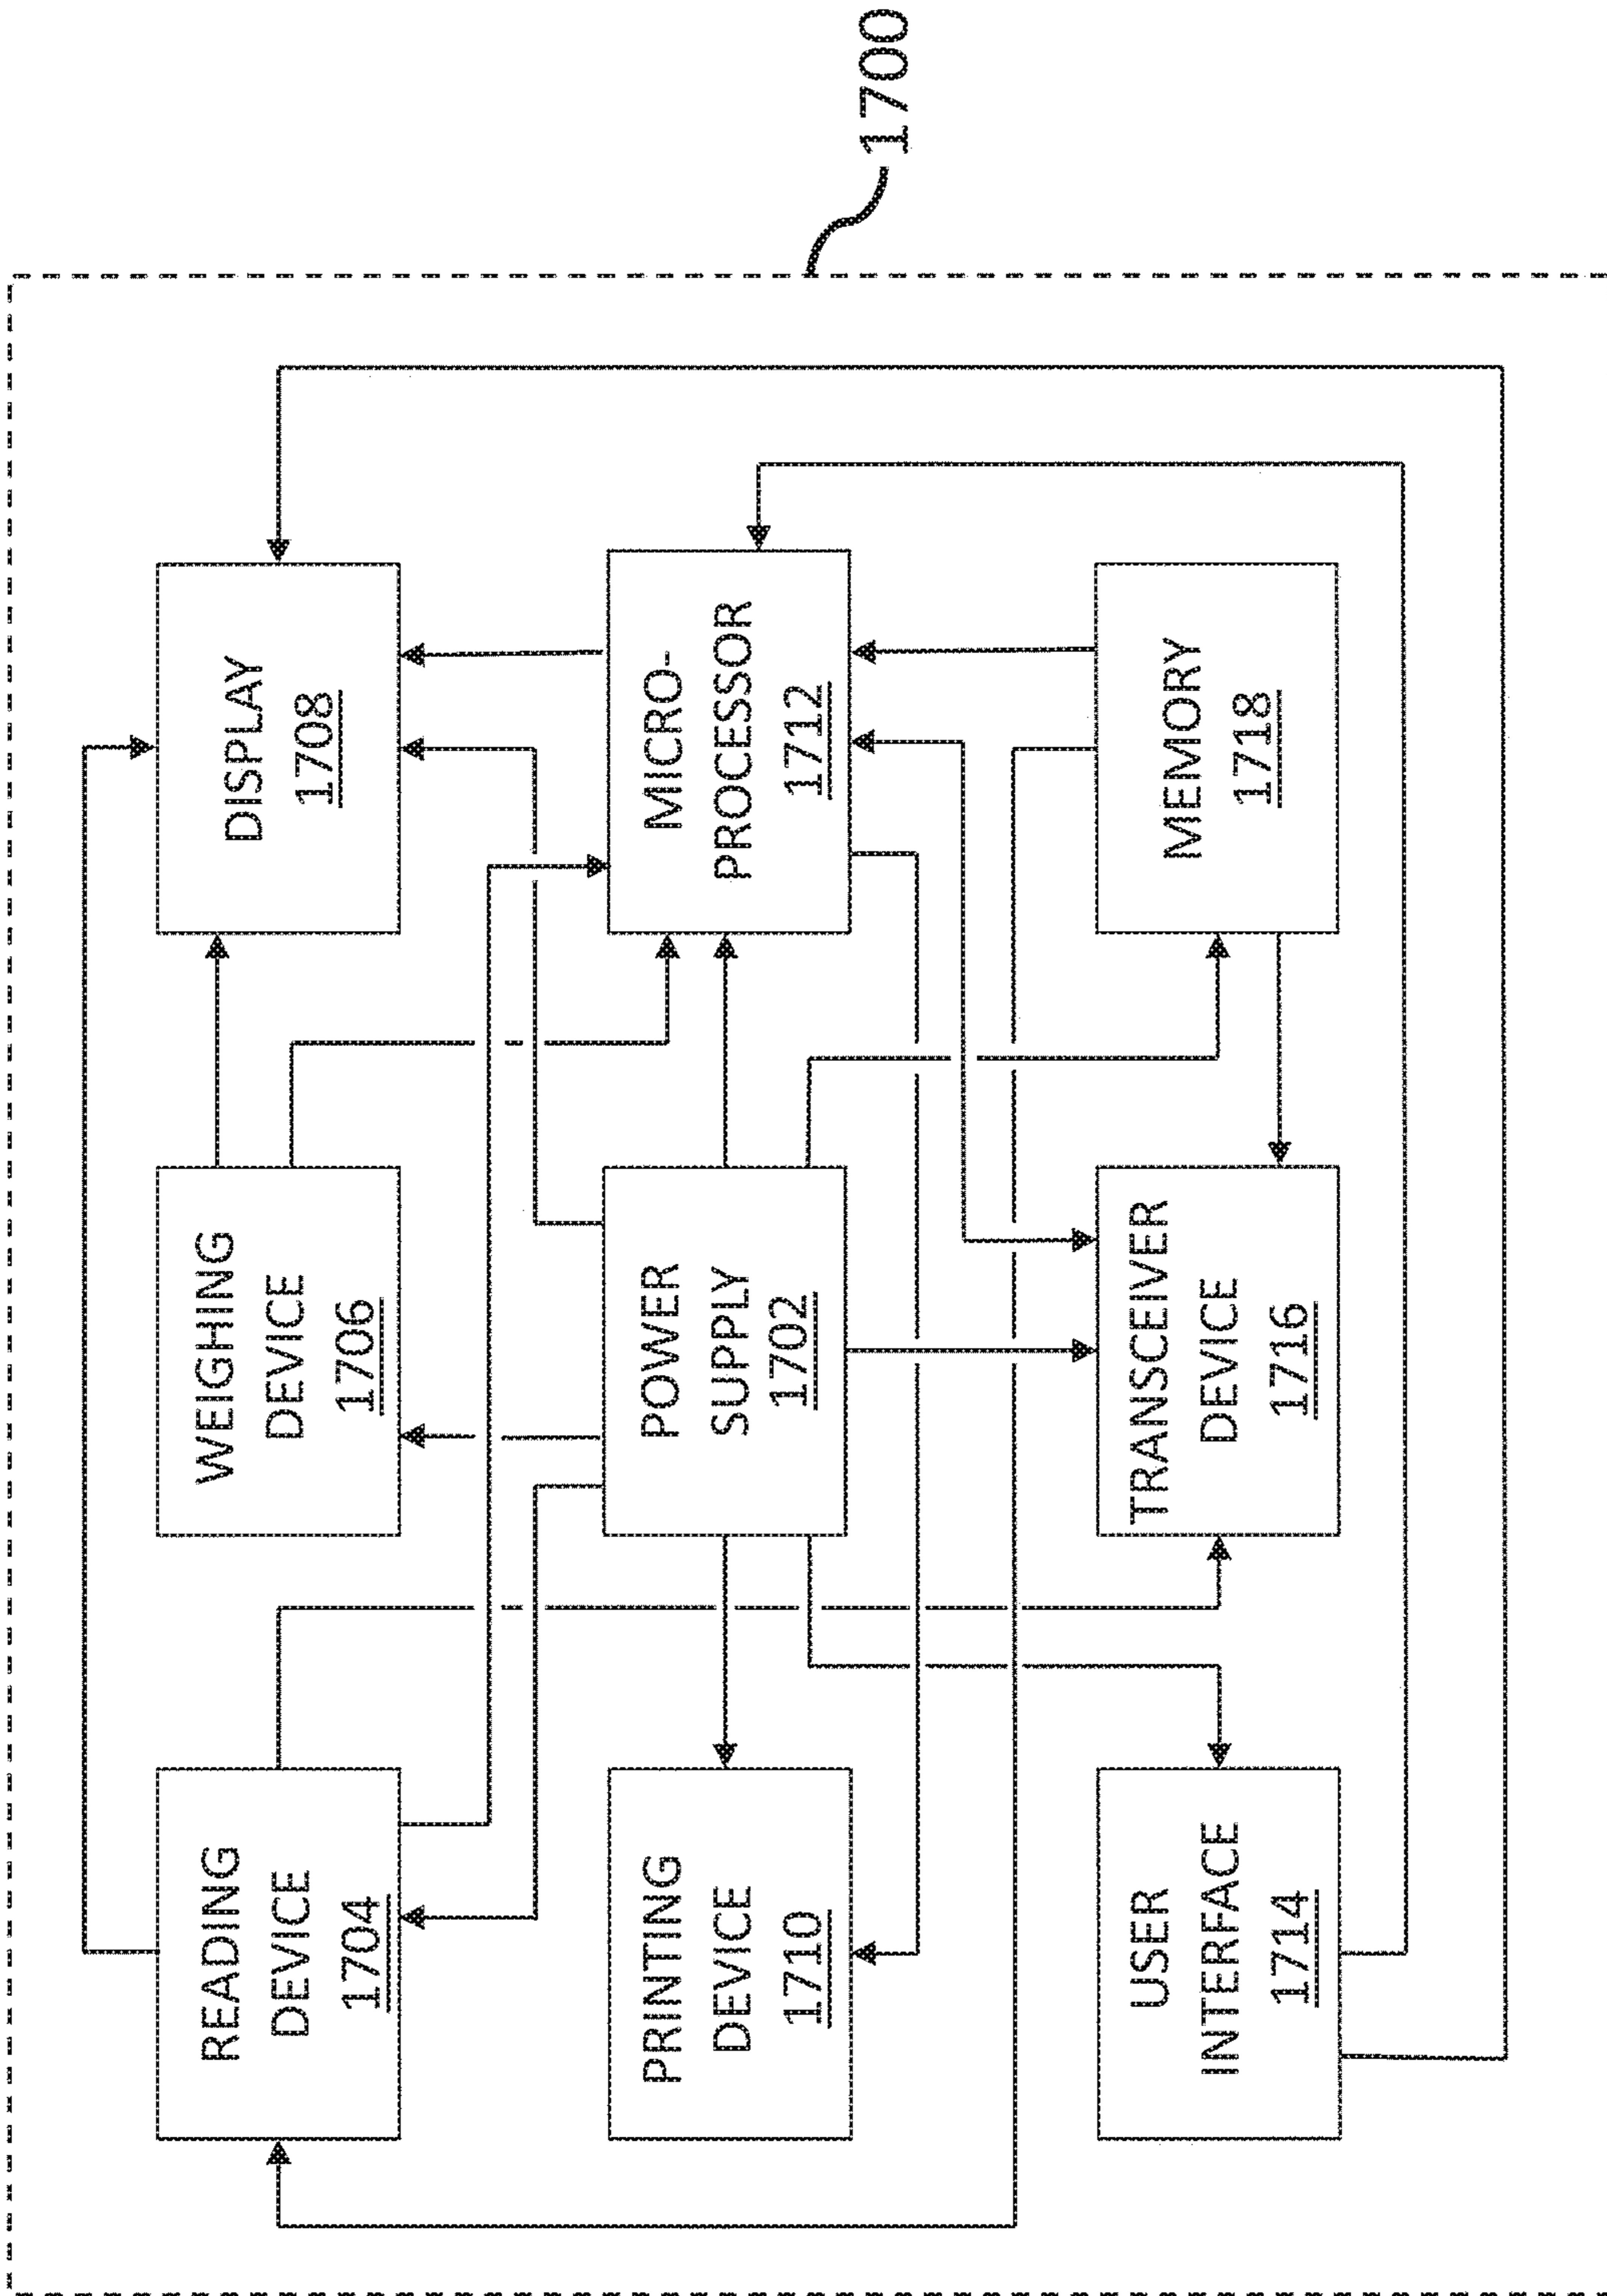 READING
DEVICE
1704
WEIGHING
DEVICE
1706
DISPLAY
1708
PRINTING
DEVICE
1710
POWER
SUPPLY
1702
MICRO-
PROCESSOR
1712
USER
INTERFACE
1714
TRANSCEIVER
DEVICE
1716
MEMORY
1718
1700